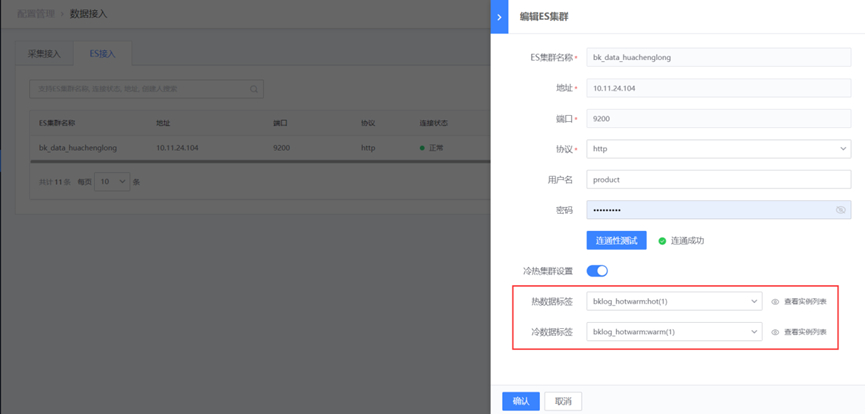 配置管理 › 数据接入
采集接入 ES接入
支持ES集群名称, 连接状态, 地址, 创建人搜索
ES集群名称 地址 端口 协议 连接状态
bk_data_huachenglong 10.11.24.104 9200 http 正常
共计11条 每页 10 条
编辑ES集群
ES集群名称* bk_data_huachenglong
地址* 10.11.24.104
端口* 9200
协议* http
用户名 product
密码 •••••••••
连通性测试 连通成功
冷热集群设置
热数据标签 bklog_hotwarm:hot(1) 查看实例列表
冷数据标签 bklog_hotwarm:warm(1) 查看实例列表
确认 取消